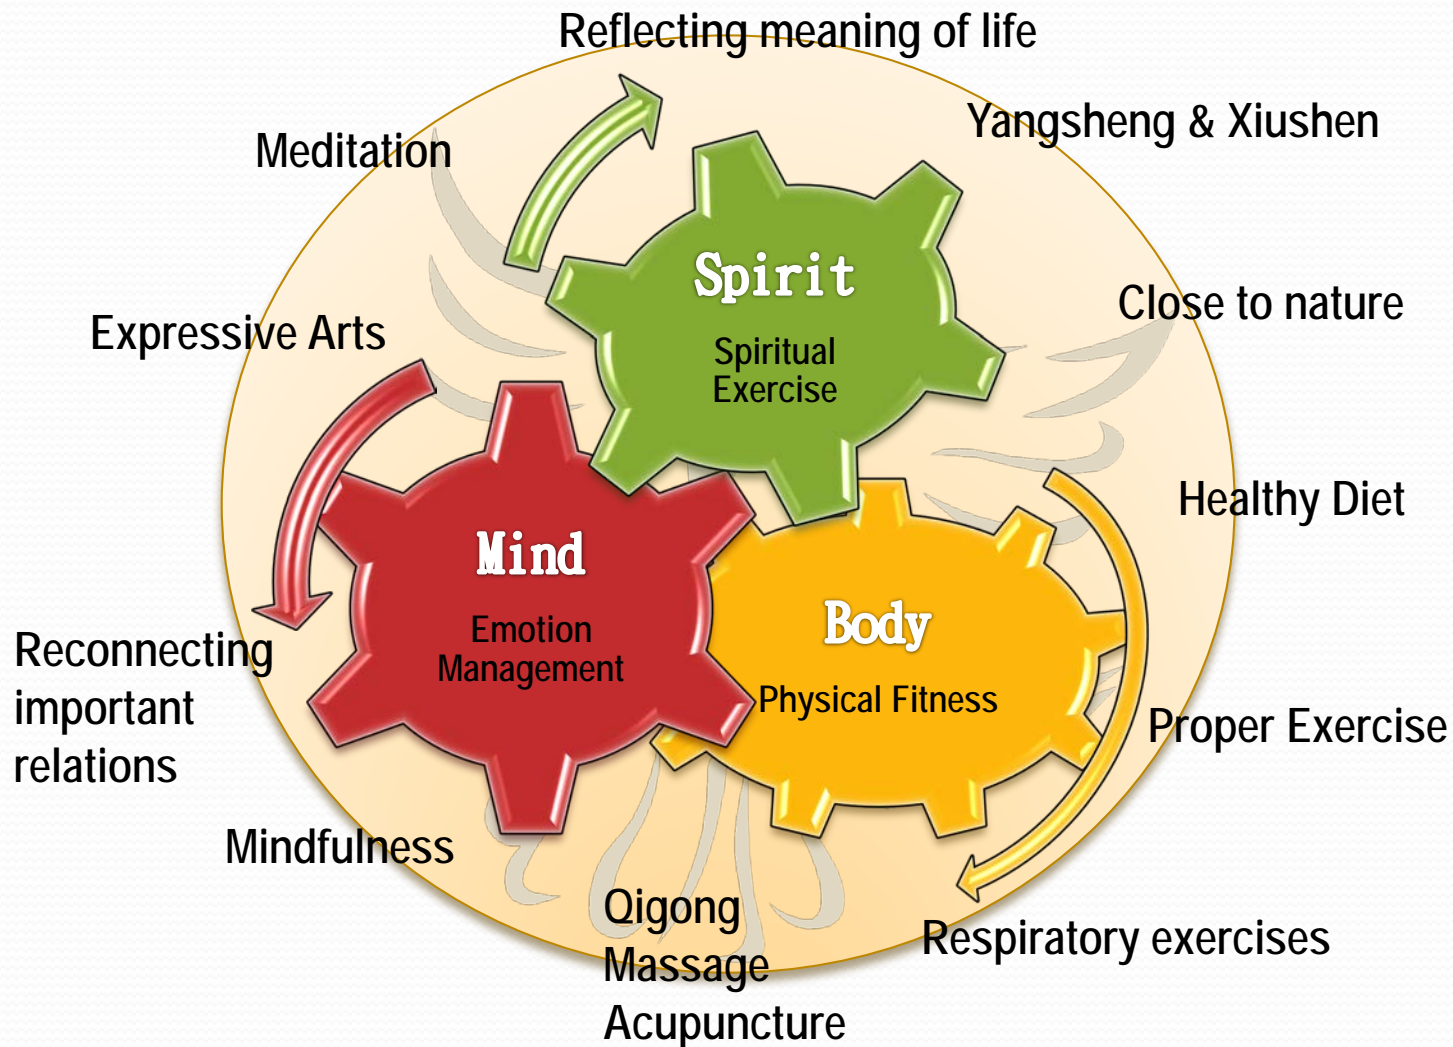 Reflecting meaning of life
Yangsheng & Xiushen
Meditation
Spirit
Spiritual
Exercise
Close to nature
Expressive Arts
Healthy Diet
Mind
Emotion
Management
Body
Physical Fitness
Reconnecting
important
relations
Proper Exercise
Mindfulness
Qigong
Massage
Acupuncture
Respiratory exercises